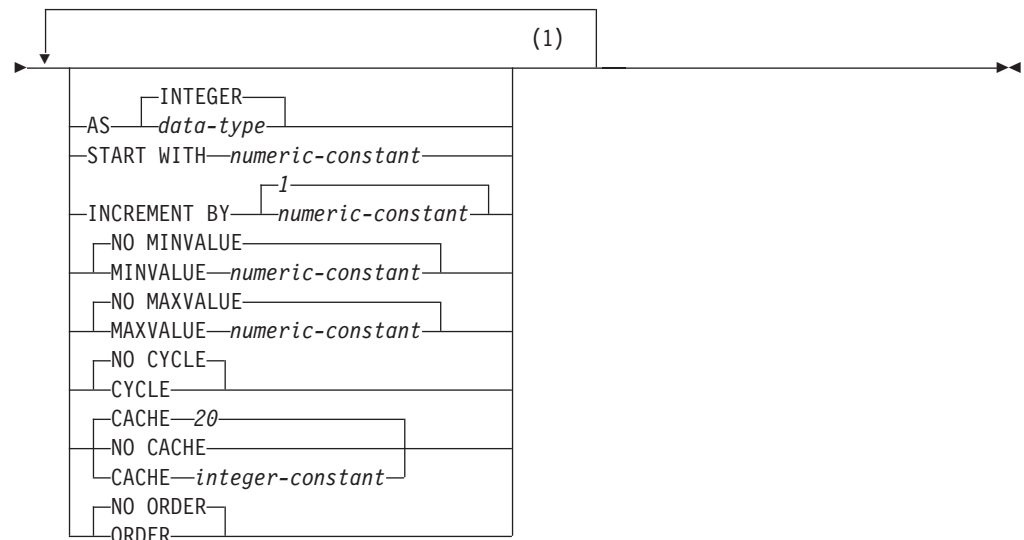 (1)
INTEGER
AS data-type
START WITH numeric-constant
1
INCREMENT BY numeric-constant
NO MINVALUE
MINVALUE numeric-constant
NO MAXVALUE
MAXVALUE numeric-constant
NO CYCLE
CYCLE
CACHE 20
NO CACHE
CACHE integer-constant
NO ORDER
ORDER